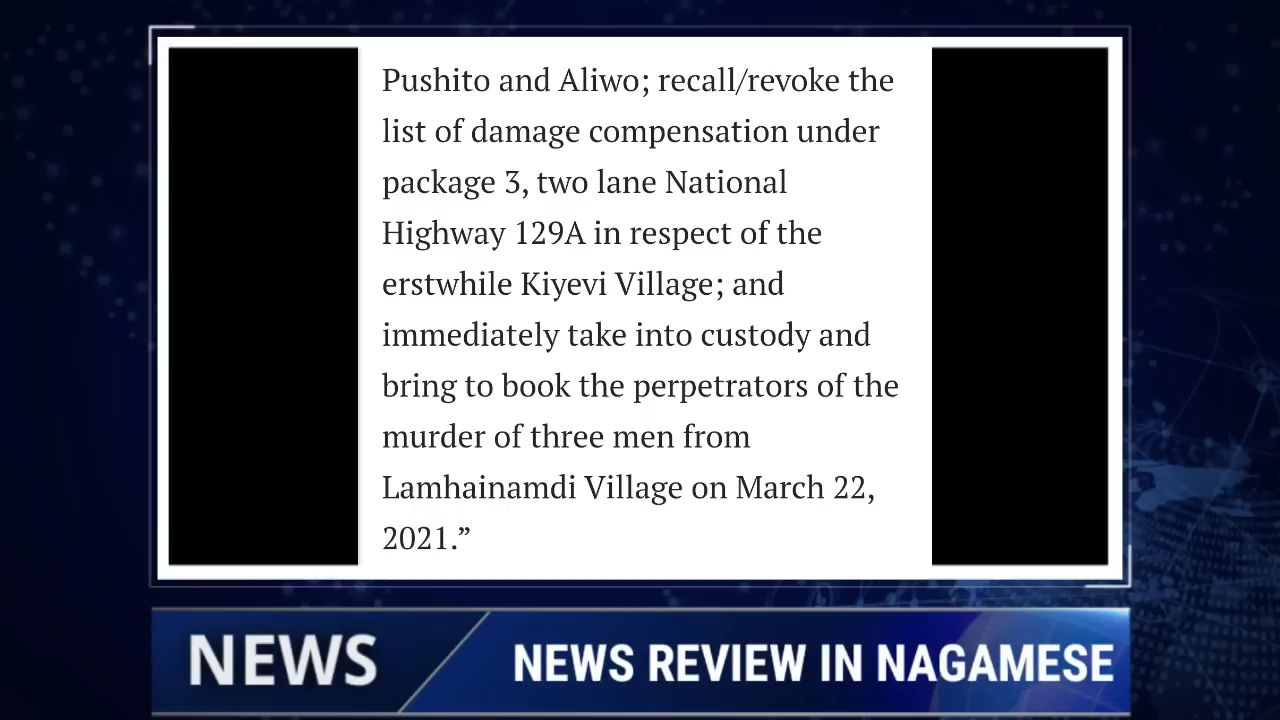 Pushito and Aliwo; recall/revoke the
list of damage compensation under
package 3, two lane National
Highway 129A in respect of the
erstwhile Kiyevi Village; and
immediately take into custody and
bring to book the perpetrators of the
murder of three men from
Lamhainamdi Village on March 22,
2021.”
NEWS
NEWS REVIEW IN NAGAMESE